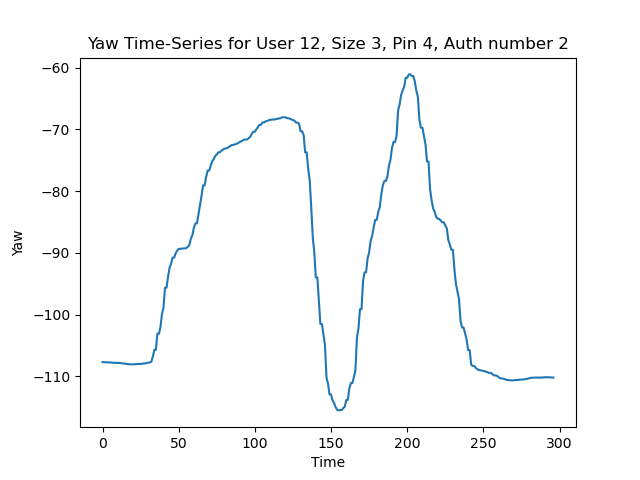 Yaw Time-Series for User 12, Size 3, Pin 4, Auth number 2
−60
−70
−80
−90
−100
−110
Yaw
0 50 100 150 200 250 300
Time